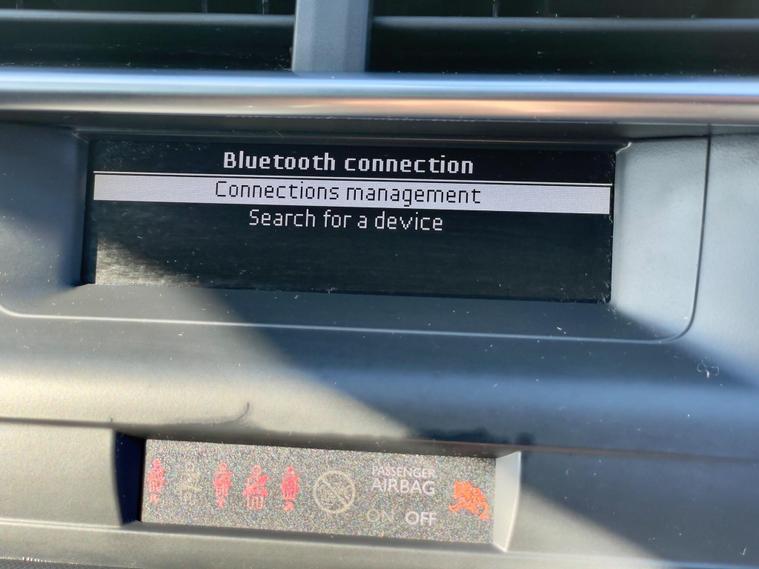 Bluetooth connection
Connections management
Search for a device
PASSENGER
AIRBAG
ON OFF